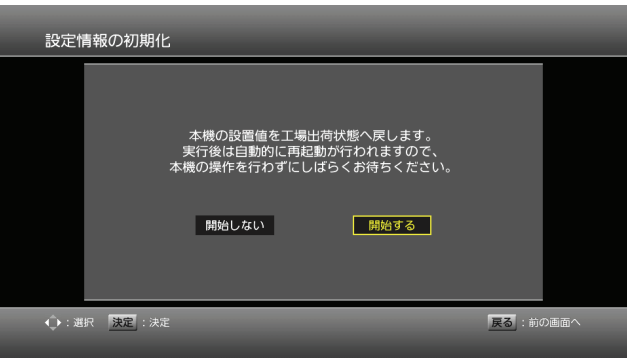 設定情報の初期化
本機の設置値を工場出荷状態へ戻します。
実行後は自動的に再起動が行われますので、
本機の操作を行わずにしばらくお待ちください。
開始しない 開始する
：選択 決定：決定 戻る：前の画面へ